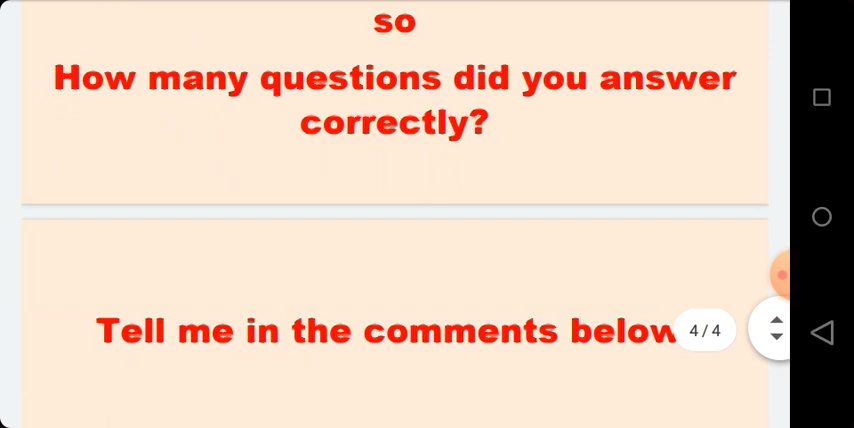 so
How many questions did you answer
correctly?
Tell me in the comments below
4/4